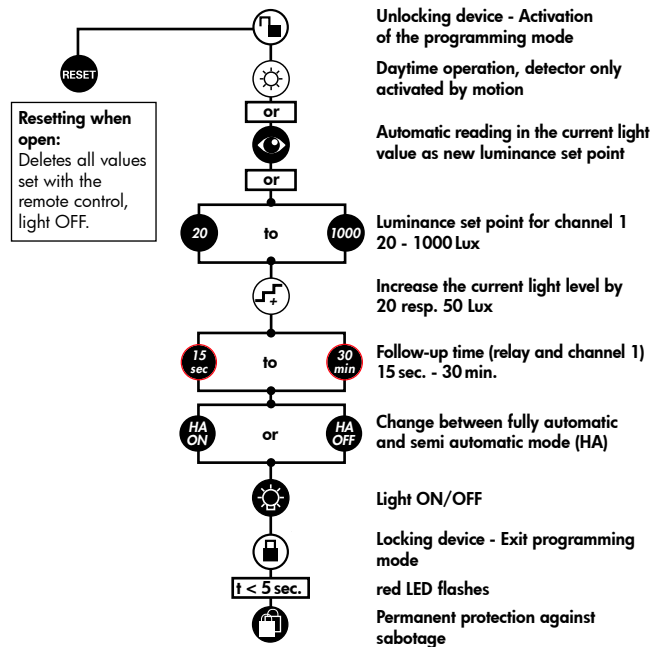 Unlocking device - Activation
of the programming mode
RESET
Daytime operation, detector only
activated by motion
or
Resetting when
open:
Deletes all values
set with the
remote control,
light OFF.
Automatic reading in the current light
value as new luminance set point
or
20 to 1000
Luminance set point for channel 1
20 - 1000 Lux
+
Increase the current light level by
20 resp. 50 Lux
15
sec
to
30
min
Follow-up time (relay and channel 1)
15 sec. - 30 min.
HA
ON
or
HA
OFF
Change between fully automatic
and semi automatic mode (HA)
Light ON/OFF
Locking device - Exit programming
mode
t < 5 sec.
red LED flashes
Permanent protection against
sabotage